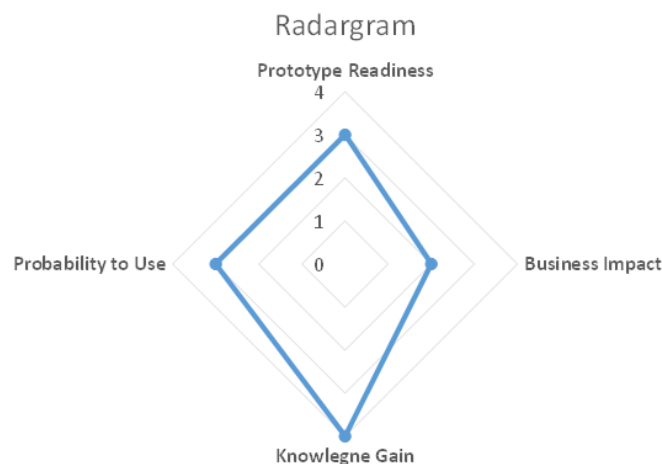 Radargram
Prototype Readiness
4
3
2
1
Probability to Use
0
Business Impact
Knowlegne Gain